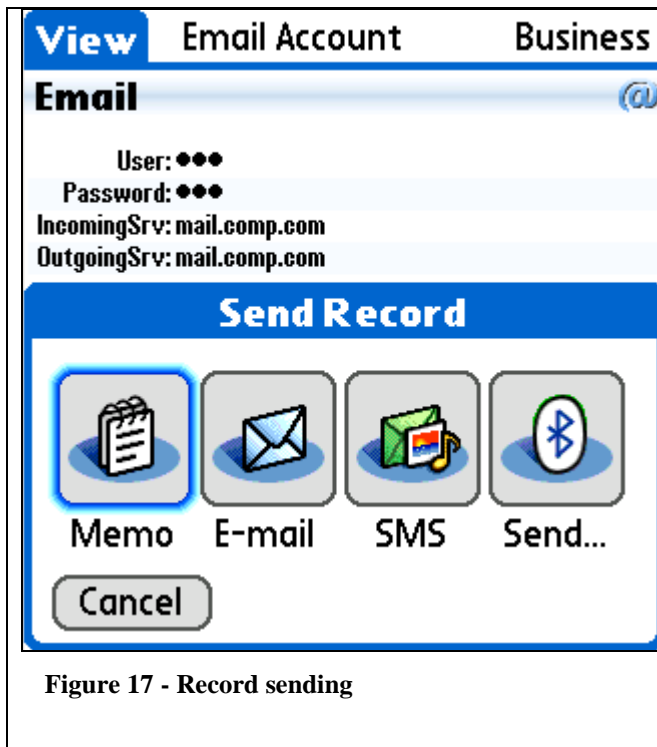 View Email Account Business
Email
User: ●●●
Password: ●●●
IncomingSrv: mail.comp.com
OutgoingSrv: mail.comp.com
Send Record
Memo E-mail SMS Send...
Cancel
Figure 17 - Record sending